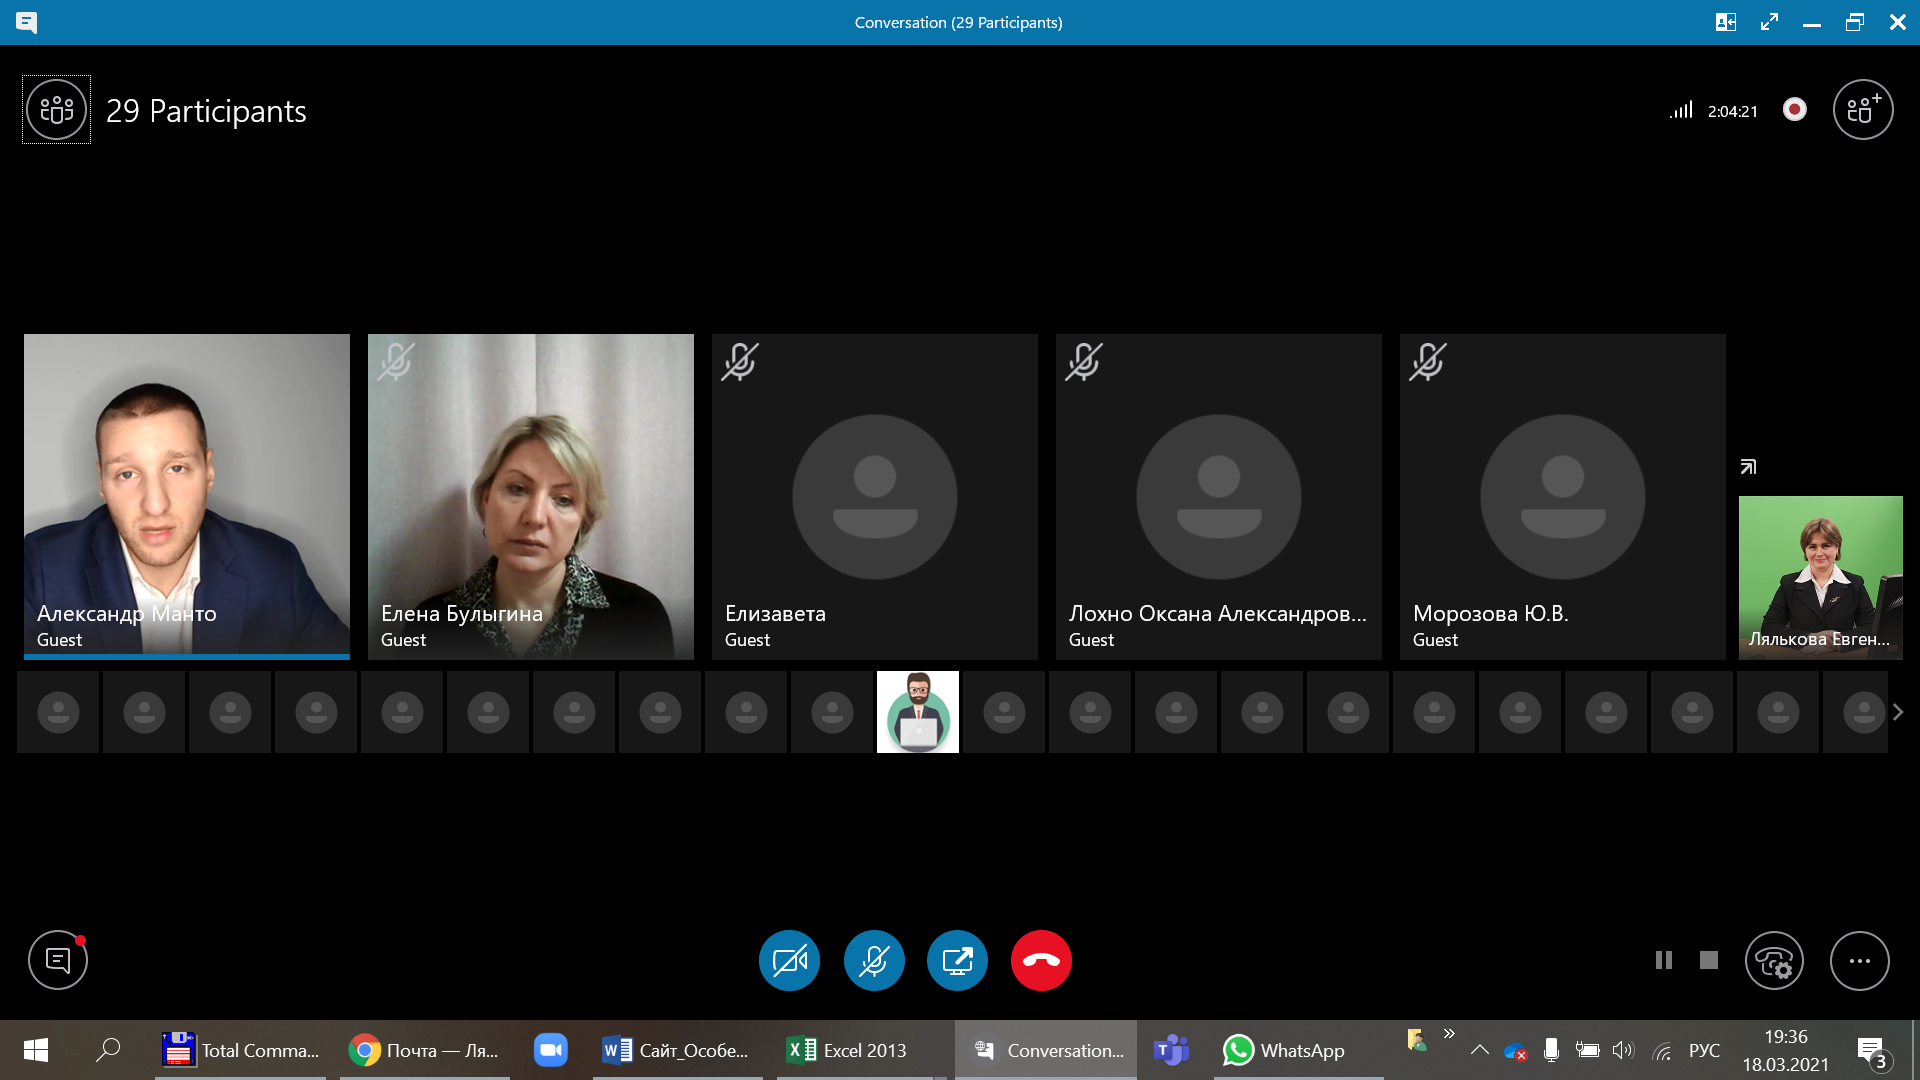 Conversation (29 Participants)
29 Participants
2:04:21
Александр Манто
Guest
Елена Булыгина
Guest
Елизавета
Guest
Лохно Оксана Александров...
Guest
Морозова Ю.В.
Guest
Лялькова Евген...
Total Comma...
Почта — Ля...
Сайт_Особе...
Excel 2013
Conversation...
WhatsApp
РУС
19:36
18.03.2021
3